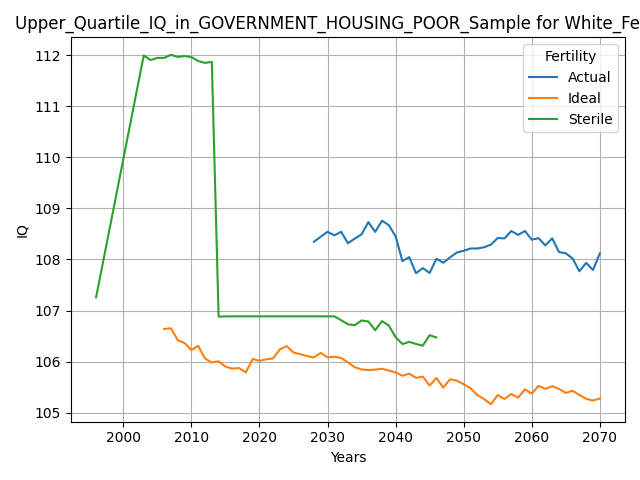 Upper_Quartile_IQ_in_GOVERNMENT_HOUSING_POOR_Sample for White_Fe
112
111
110
109
108
107
106
105
IQ
Fertility
Actual
Ideal
Sterile
2000
2010
2020
2030
2040
2050
2060
2070
Years